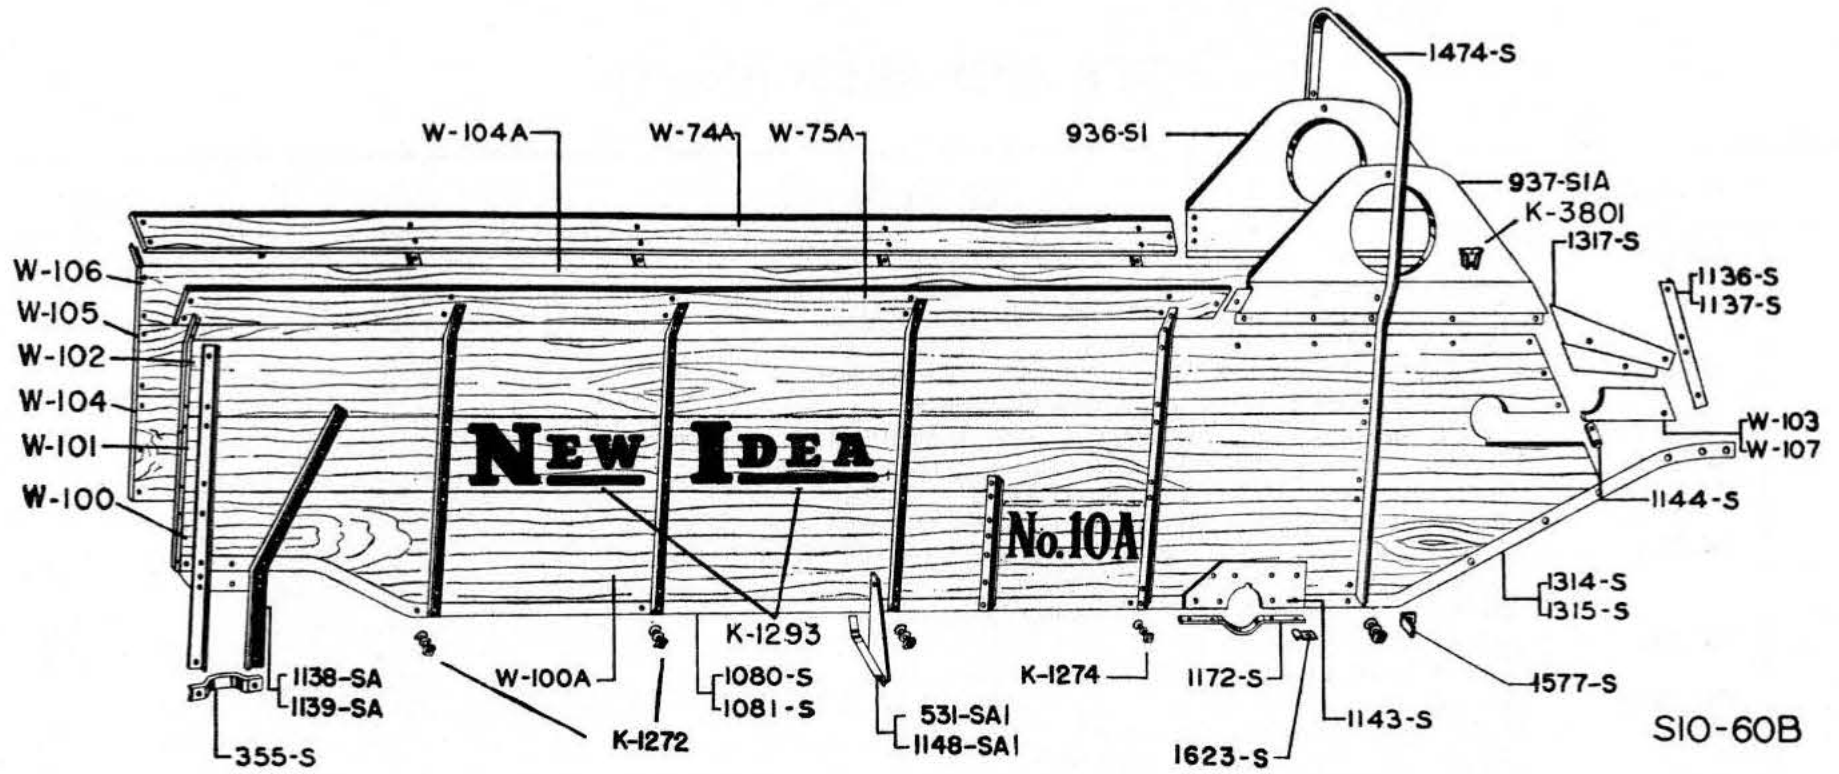 1474-S
W-104A
W-74A
W-75A
936-S1
937-S1A
K-3801
1317-S
W-106
1136-S
1137-S
W-105
W-102
W-104
W-103
W-101
W-107
NEW IDEA
W-100
1144-S
No.10A
1314-S
1315-S
K-1293
W-100A
1080-S
K-1274
1172-S
1138-SA
1577-S
1139-SA
1081-S
531-SA1
1143-S
K-1272
1148-SA1
S10-60B
355-S
1623-S